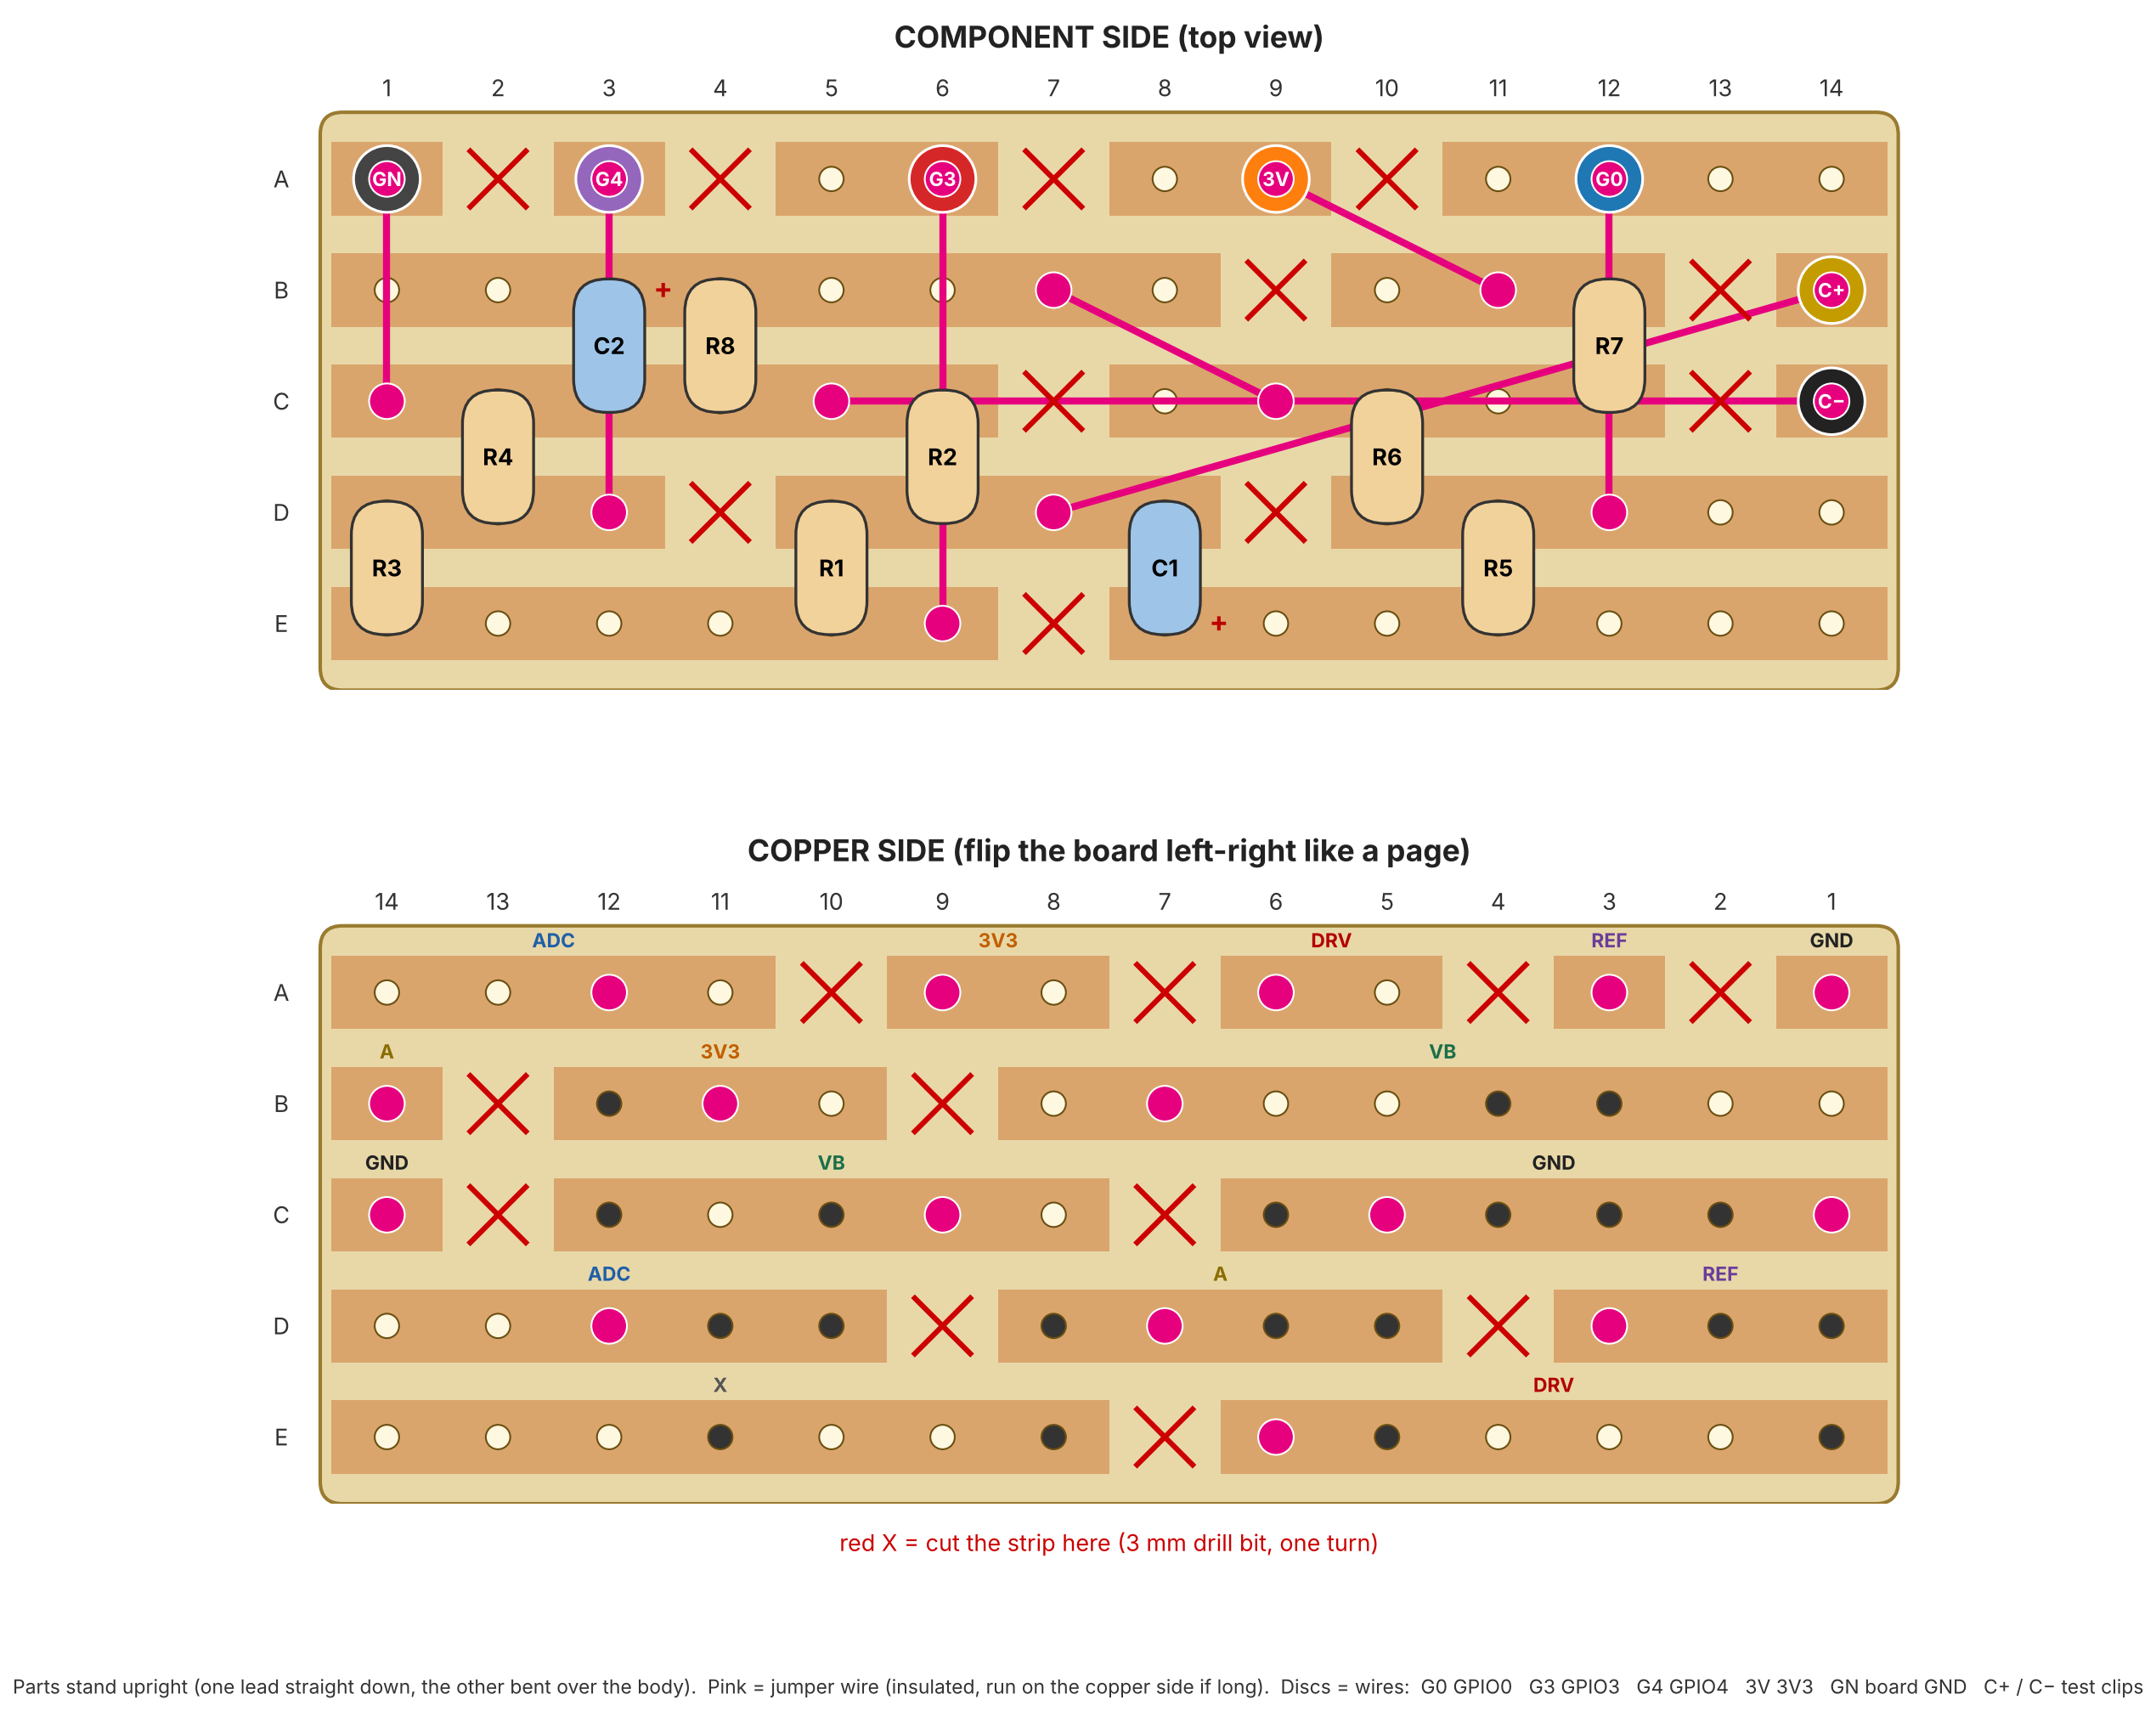 COMPONENT SIDE (top view)
1 2 3 4 5 6 7 8 9 10 11 12 13 14
A GN G4 G3 3V G0
B + C+
C2 R8 R7
C C−
R4 R2 R6
D
R3 R1 C1 R5
E +
COPPER SIDE (flip the board left-right like a page)
14 13 12 11 10 9 8 7 6 5 4 3 2 1
ADC 3V3 DRV REF GND
A
A 3V3 VB
B
GND VB GND
C
ADC A REF
D
X DRV
E
red X = cut the strip here (3 mm drill bit, one turn)
Parts stand upright (one lead straight down, the other bent over the body). Pink = jumper wire (insulated, run on the copper side if long). Discs = wires: G0 GPIO0 G3 GPIO3 G4 GPIO4 3V 3V3 GN board GND C+ / C− test clips